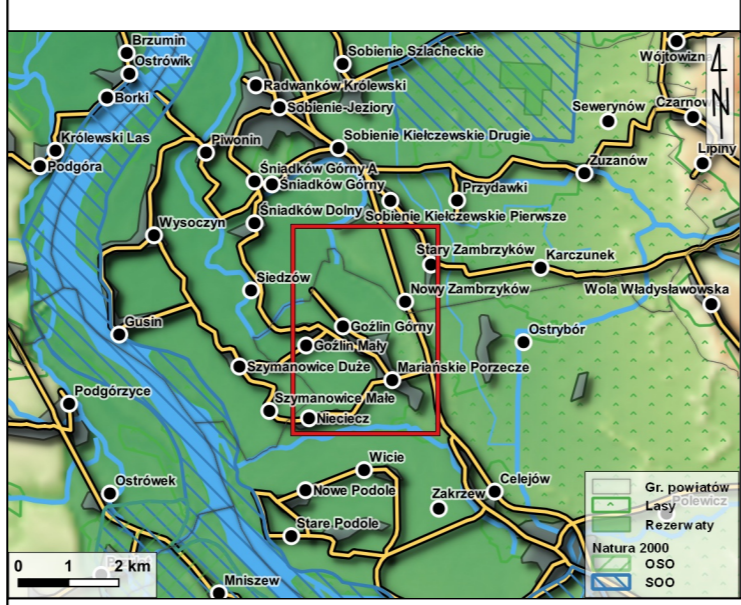 Brzumin
Ostrówik
Sobienie Szlacheckie
Wójtowizna
N
Radwanków Królewski
Borki
Sobienie-Jeziory
Sewerynów
Czarnow
Królewski Las
Piwonin
Sobienie Kiełczewskie Drugie
Lipiny
Podgóra
Śniadków Górny A
Zuzanów
Śniadków Górny
Przydawki
Śniadków Dolny
Sobienie Kiełczewskie Pierwsze
Wysoczyn
Stary Zambrzyków
Karczunek
Siedzów
Nowy Zambrzyków
Wola Władysławowska
Gusin
Goźlin Górny
Goźlin Mały
Ostrybór
Szymanowice Duże
Mariańskie Porzecze
Podgórzyce
Szymanowice Małe
Nieciecz
Wicie
Ostrówek
Nowe Podole
Zakrzew
Celejów
Stare Podole
Mniszew
Gr. powiatów
Lasy
Polewicz
Rezerwaty
Natura 2000
OSO
SOO
0 1 2 km